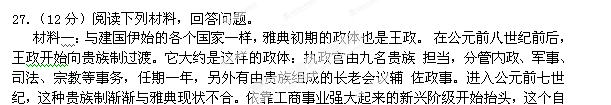 27.（12分）阅读下列材料，回答问题。
材料一：与建国伊始的各个国家一样，雅典初期的政体也是王政。 在公元前八世纪前后，
王政开始向贵族制过渡。它大约是这样的政体：执政官由九名贵族 担当，分管内政、军事、
司法、宗教等事务，任期一年，另外有由贵族组成的长老会议辅 佐政事。进入公元前七世
纪，这种贵族制渐渐与雅典现状不合。依靠工商事业强大起来的新兴阶级开始抬头，这个自